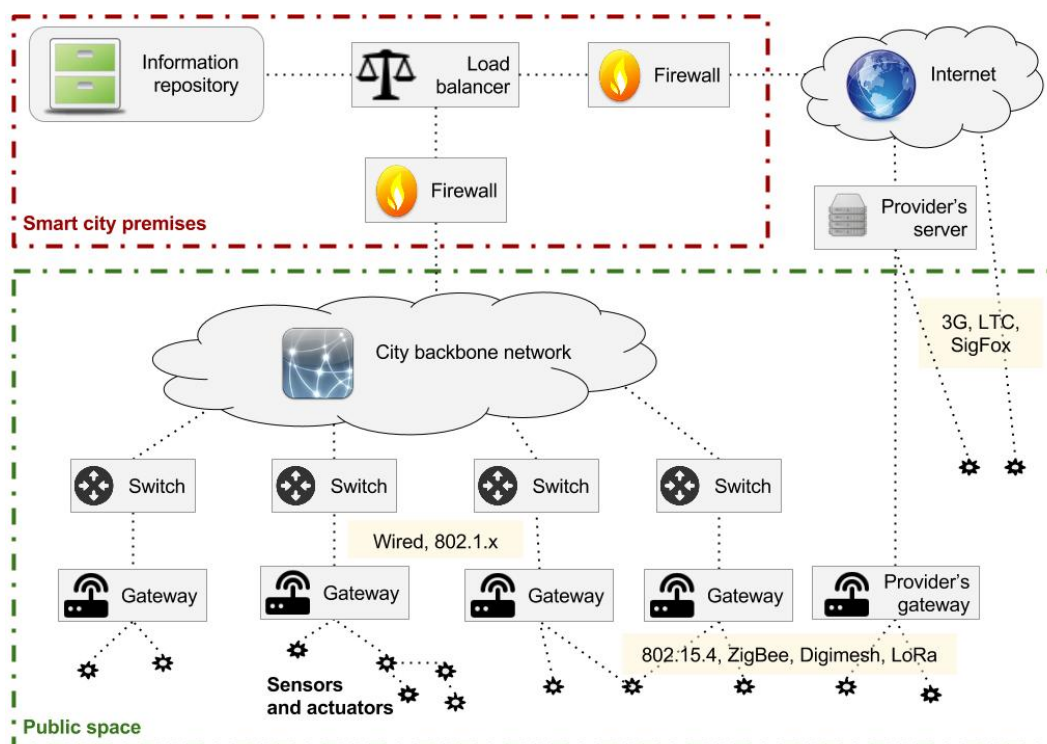 Information
repository
Load
balancer
Firewall
Internet
Firewall
Smart city premises
Provider's
server
3G, LTC,
SigFox
City backbone network
Switch
Switch
Switch
Switch
Wired, 802.1.x
Gateway
Gateway
Gateway
Gateway
Provider's
gateway
802.15.4, ZigBee, Digimesh, LoRa
Sensors
and actuators
Public space